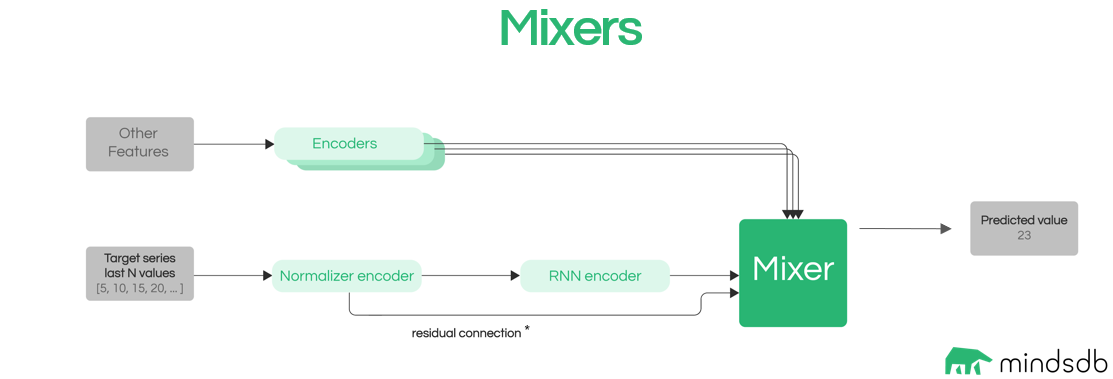 Mixers
Other
Features
Encoders
Target series
last N values
[5, 10, 15, 20, ... ]
Normalizer encoder
RNN encoder
residual connection *
Mixer
Predicted value
23
mindsdb